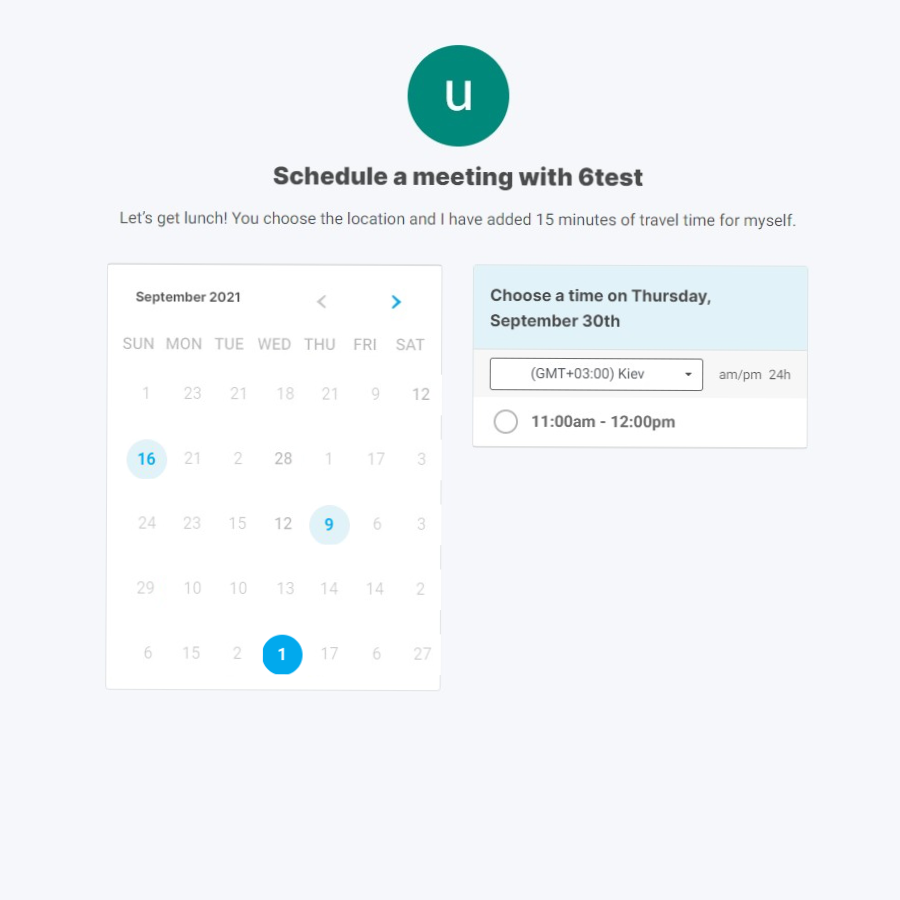 u
Schedule a meeting with 6test
Let's get lunch! You choose the location and I have added 15 minutes of travel time for myself.
September 2021
SUN MON TUE WED THU FRI SAT
1 23 21 18 21 9 12
16 21 2 28 1 17 3
24 23 15 12 9 6 3
29 10 10 13 14 14 2
6 15 2 1 17 6 27
Choose a time on Thursday,
September 30th
(GMT+03:00) Kiev am/pm 24h
11:00am - 12:00pm